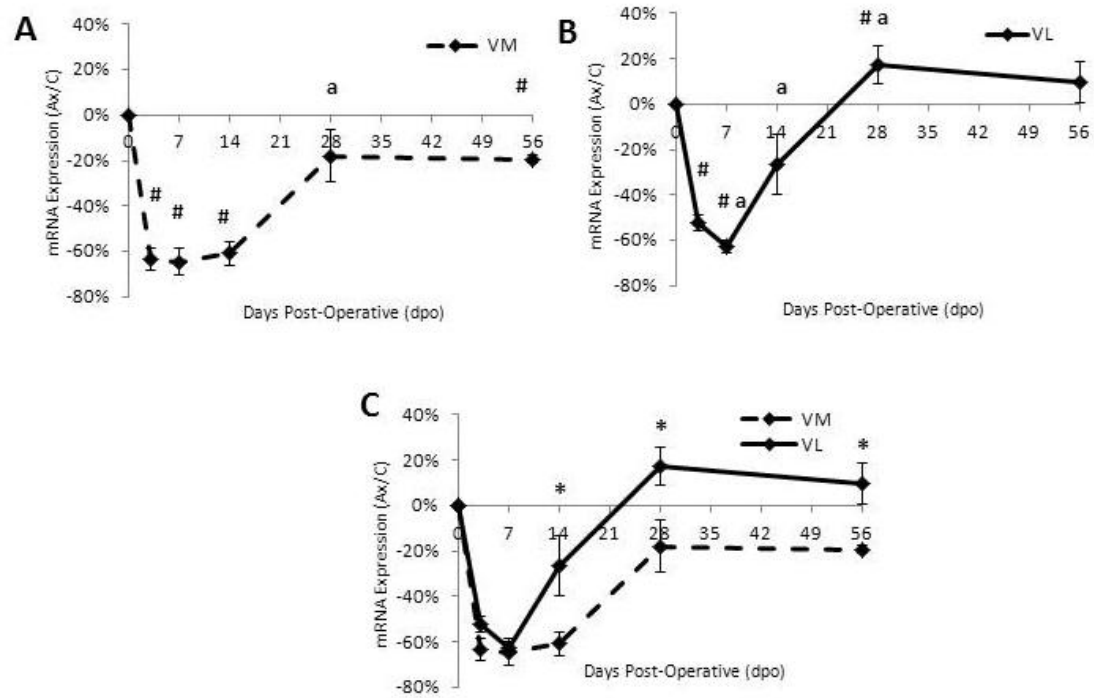 A
VM
40%
20%
0%
-20%
-40%
-60%
-80%
mRNA Expression (Ax/C)
a
#
0 7 14 21 28 35 42 49 56
# # #
Days Post-Operative (dpo)
B
VL
40%
20%
0%
-20%
-40%
-60%
-80%
mRNA Expression (Ax/C)
# a
a
0 7 14 21 28 35 42 49 56
#
# a
Days Post-Operative (dpo)
C
VM
VL
40%
20%
0%
-20%
-40%
-60%
-80%
mRNA Expression (Ax/C)
* * *
0 7 14 21 28 35 42 49 56
Days Post-Operative (dpo)